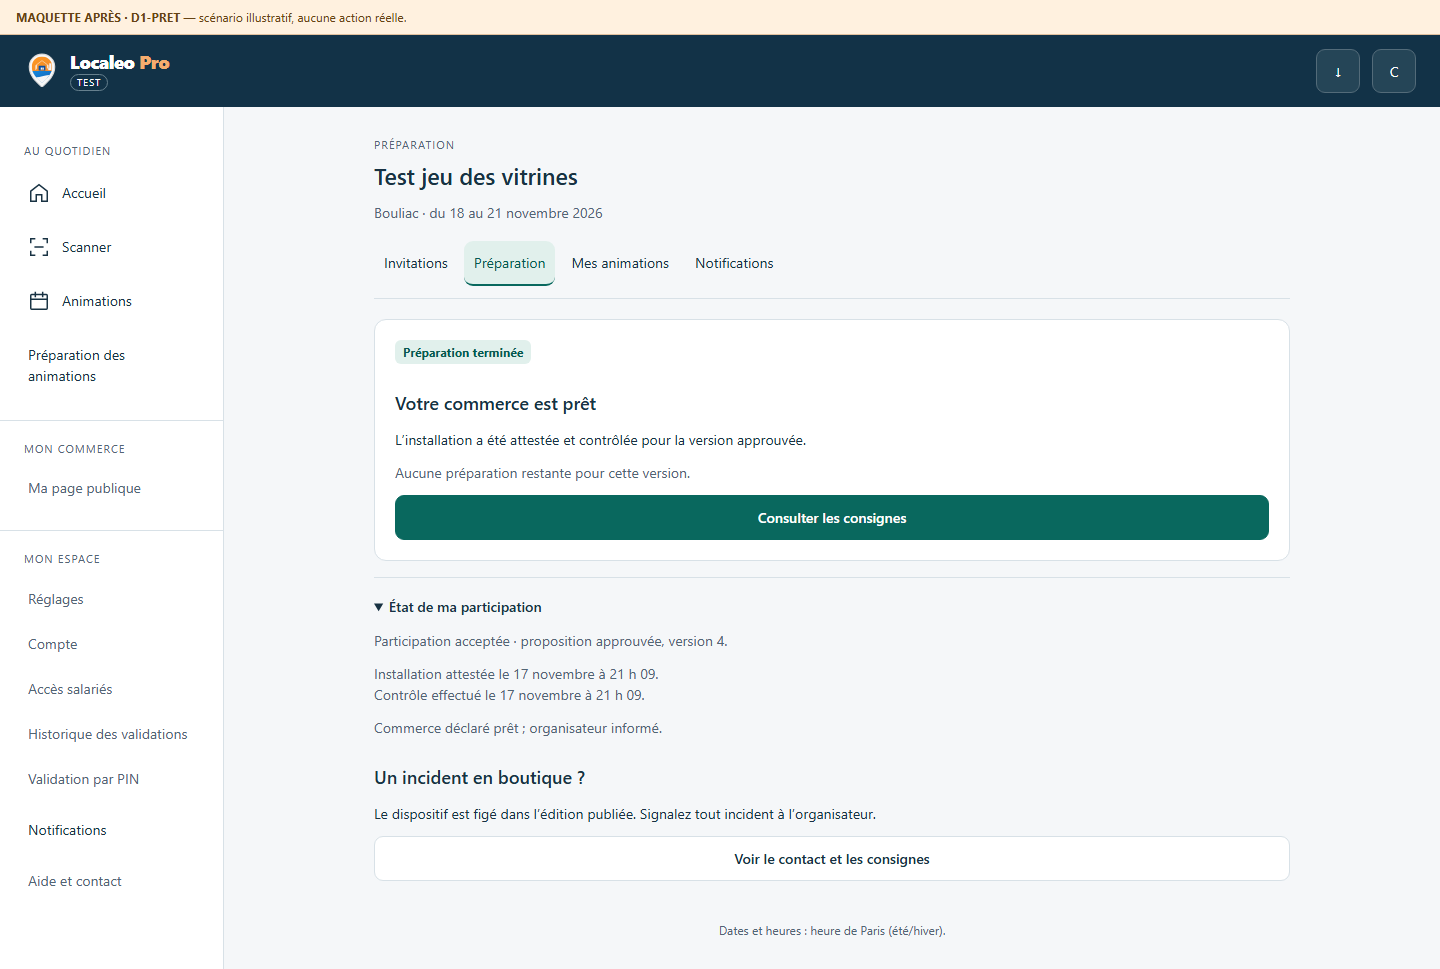 MAQUETTE APRÈS · D1-PRET — scénario illustratif, aucune action réelle.
Localeo Pro
TEST
↓
C
AU QUOTIDIEN
Accueil
Scanner
Animations
Préparation des
animations
MON COMMERCE
Ma page publique
MON ESPACE
Réglages
Compte
Accès salariés
Historique des validations
Validation par PIN
Notifications
Aide et contact
PRÉPARATION
Test jeu des vitrines
Bouliac · du 18 au 21 novembre 2026
Invitations Préparation Mes animations Notifications
Préparation terminée
Votre commerce est prêt
L’installation a été attestée et contrôlée pour la version approuvée.
Aucune préparation restante pour cette version.
Consulter les consignes
▼ État de ma participation
Participation acceptée · proposition approuvée, version 4.
Installation attestée le 17 novembre à 21 h 09.
Contrôle effectué le 17 novembre à 21 h 09.
Commerce déclaré prêt ; organisateur informé.
Un incident en boutique ?
Le dispositif est figé dans l’édition publiée. Signalez tout incident à l’organisateur.
Voir le contact et les consignes
Dates et heures : heure de Paris (été/hiver).